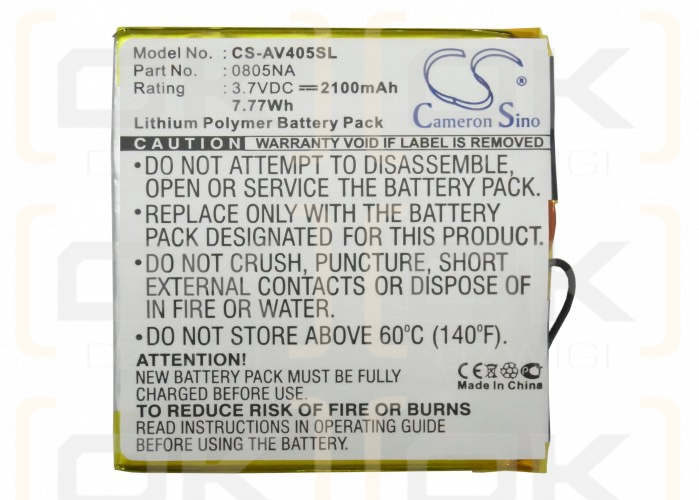 Model No. : CS-AV405SL
Part No. : 0805NA
Rating : 3.7VDC 2100mAh
7.77Wh
Lithium Polymer Battery Pack
CS
Cameron Sino
CAUTION WARRANTY VOID IF LABEL IS REMOVED
•DO NOT ATTEMPT TO DISASSEMBLE,
OPEN OR SERVICE THE BATTERY PACK.
•REPLACE ONLY WITH THE BATTERY
PACK DESIGNATED FOR YOUR PRODUCT.
•DO NOT CRUSH, PUNCTURE, SHORT
EXTERNAL CONTACTS OR DISPOSE OF
IN FIRE OR WATER.
•DO NOT STORE ABOVE 60°C (140°F).
ATTENTION!
NEW BATTERY PACK MUST BE FULLY
CHARGED BEFORE USE.
TO REDUCE RISK OF FIRE OR BURNS
READ INSTRUCTIONS IN OPERATING GUIDE
BEFORE INSTALLING BATTERY.
CE
Made In China